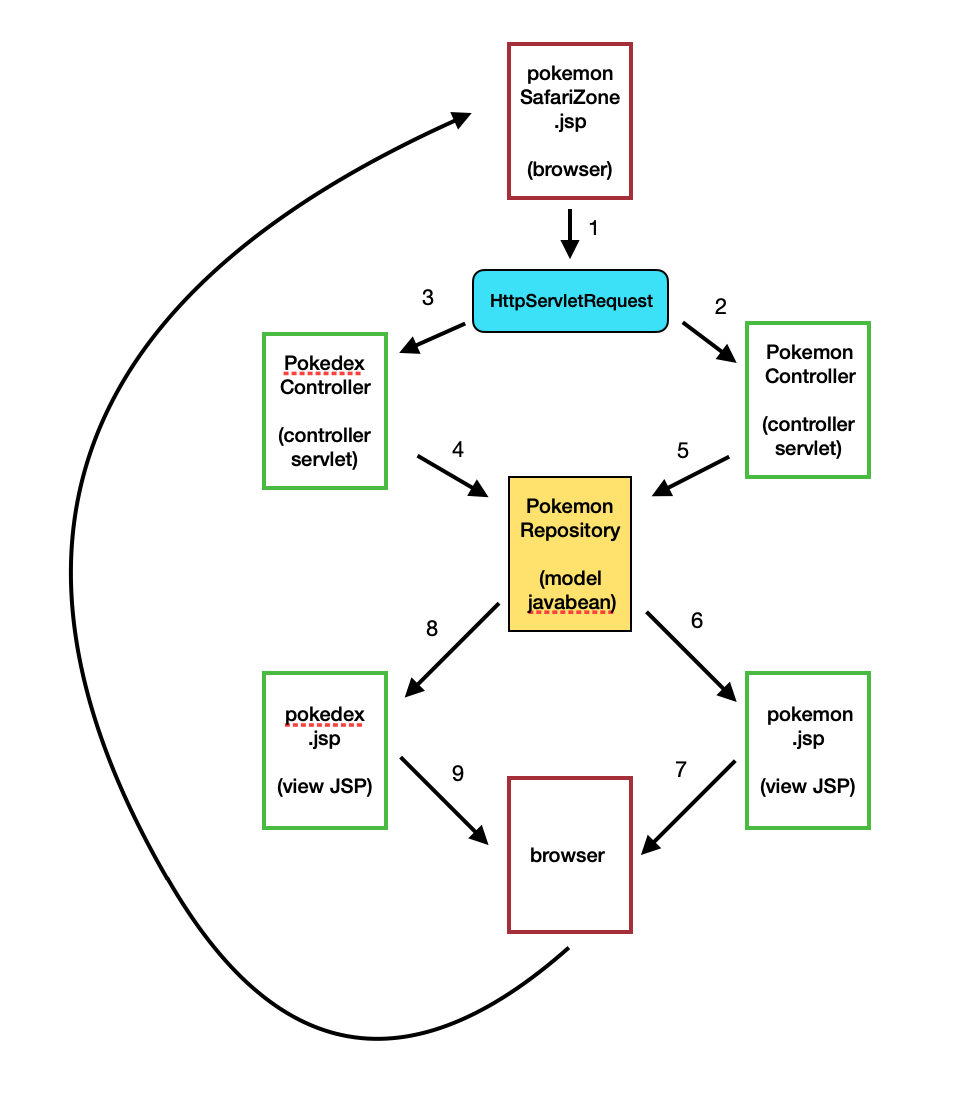 pokemon
SafariZone
.jsp
(browser)
1
HttpServletRequest
3
2
Pokedex
Controller
(controller
servlet)
Pokemon
Controller
(controller
servlet)
4
5
Pokemon
Repository
(model
javabean)
8
6
pokedex
.jsp
(view JSP)
pokemon
.jsp
(view JSP)
9
7
browser